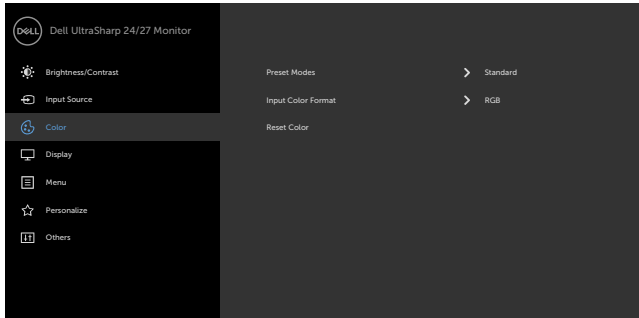 DELL Dell UltraSharp 24/27 Monitor
Brightness/Contrast Preset Modes Standard
Input Source Input Color Format RGB
Color Reset Color
Display
Menu
Personalize
Others